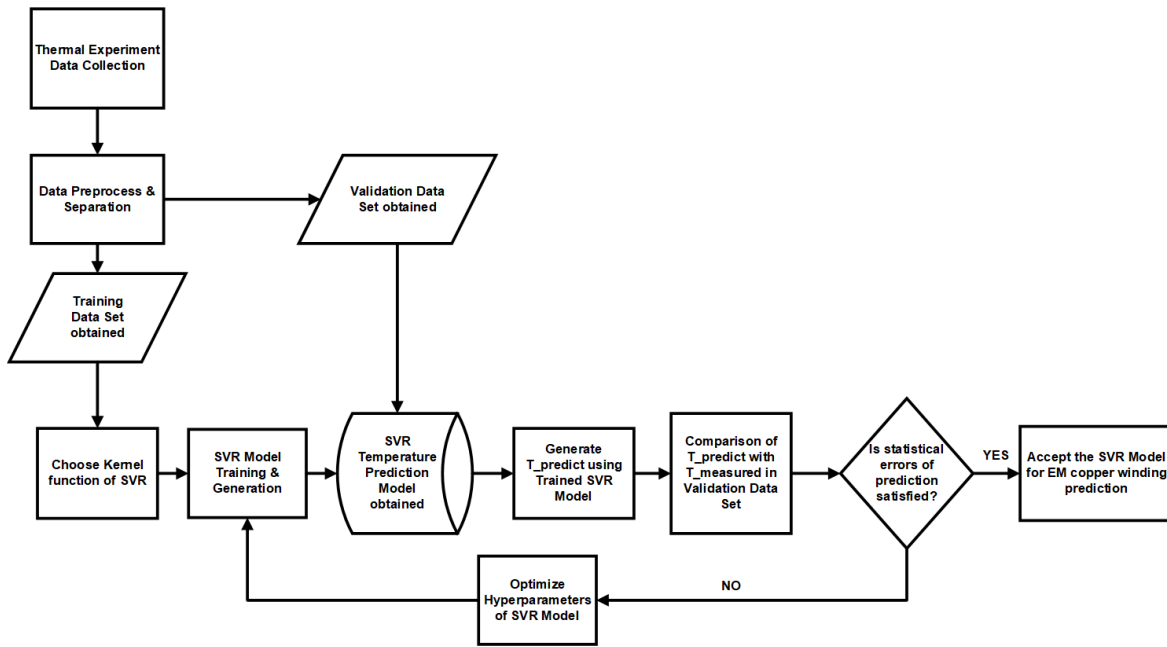 Thermal Experiment
Data Collection
Data Preprocess &
Separation
Validation Data
Set obtained
Training
Data Set
obtained
Choose Kernel
function of SVR
SVR Model
Training &
Generation
SVR
Temperature
Prediction
Model
obtained
Generate
T_predict using
Trained SVR
Model
Comparison of
T_predict with
T_measured in
Validation Data
Set
Is statistical
errors of
prediction
satisfied?
YES
Accept the SVR Model
for EM copper winding
prediction
NO
Optimize
Hyperparameters
of SVR Model